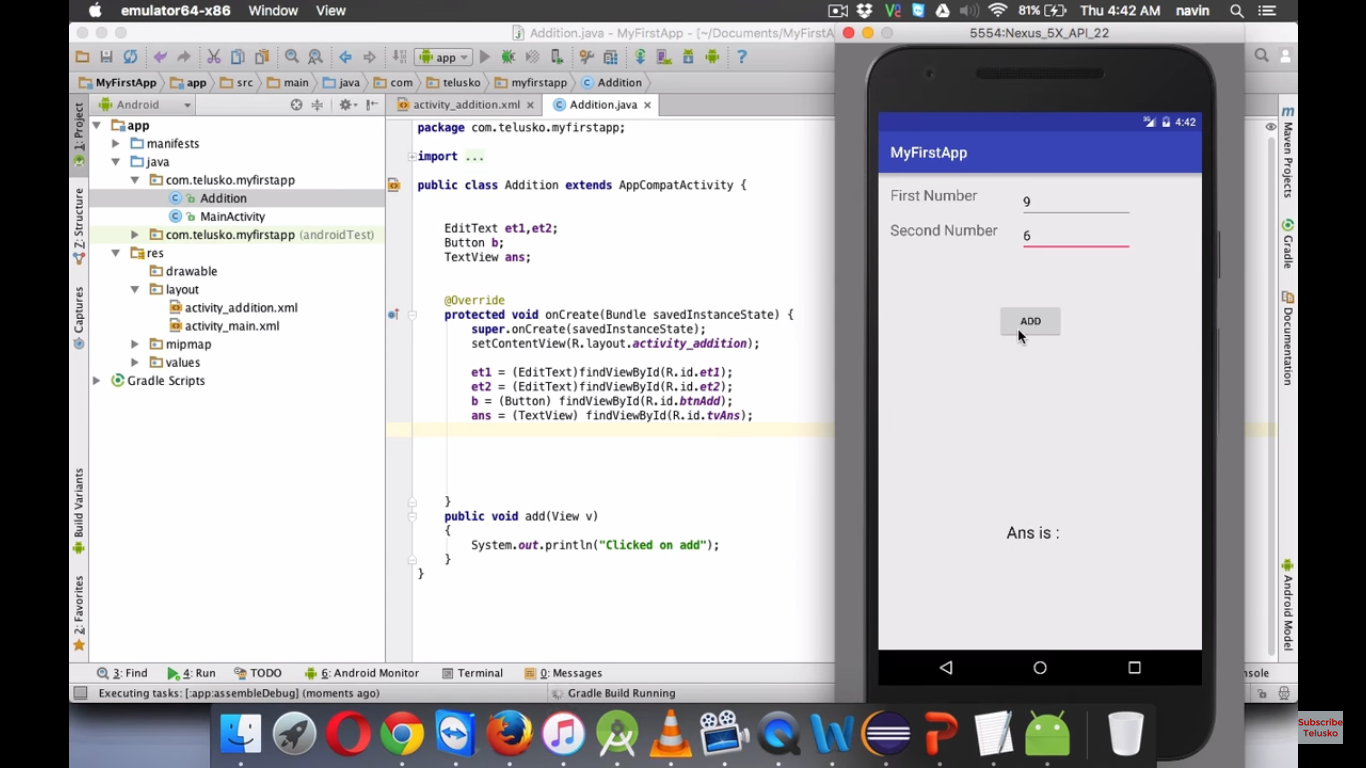 emulator64-x86 Window View 81% Thu 4:42 AM navin
Addition.java - MyFirstApp - [~/Documents/MyFirstA
5554:Nexus_5X_API_22
app
MyFirstApp app src main java com telusko myfirstapp Addition
Android
activity_addition.xml Addition.java
1: Project
Z: Structure
Captures
Build Variants
2: Favorites
app
manifests
java
com.telusko.myfirstapp
Addition
MainActivity
com.telusko.myfirstapp (androidTest)
res
drawable
layout
activity_addition.xml
activity_main.xml
mipmap
values
Gradle Scripts
package com.telusko.myfirstapp;
import ...
public class Addition extends AppCompatActivity {
EditText et1,et2;
Button b;
TextView ans;
@Override
protected void onCreate(Bundle savedInstanceState) {
super.onCreate(savedInstanceState);
setContentView(R.layout.activity_addition);
et1 = (EditText)findViewById(R.id.et1);
et2 = (EditText)findViewById(R.id.et2);
b = (Button) findViewById(R.id.btnAdd);
ans = (TextView) findViewById(R.id.tvAns);
}
public void add(View v)
{
System.out.println("Clicked on add");
}
}
3G 4:42
MyFirstApp
First Number 9
Second Number 6
ADD
Ans is :
m Maven Projects
Gradle
Documentation
Android Model
3: Find 4: Run TODO 6: Android Monitor Terminal 0: Messages nsole
Executing tasks: [:app:assembleDebug] (moments ago) Gradle Build Running
Subscribe
Telusko